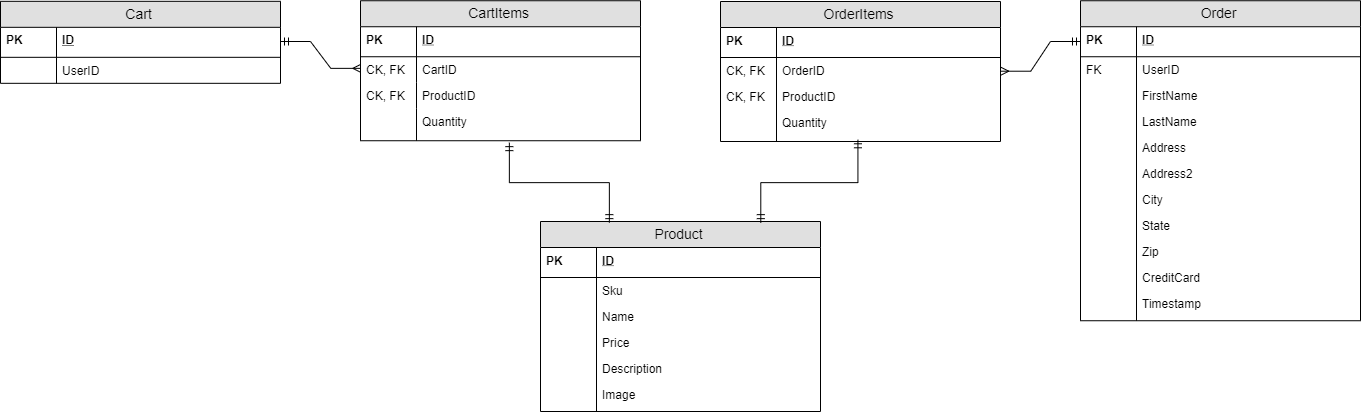 Cart
PK ID
UserID
CartItems
PK ID
CK, FK CartID
CK, FK ProductID
Quantity
OrderItems
PK ID
CK, FK OrderID
CK, FK ProductID
Quantity
Order
PK ID
FK UserID
FirstName
LastName
Address
Address2
City
State
Zip
CreditCard
Timestamp
Product
PK ID
Sku
Name
Price
Description
Image